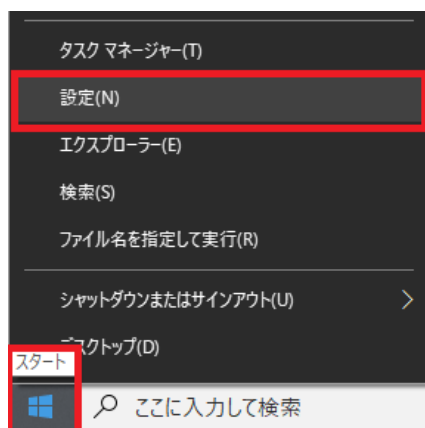 タスク マネージャー(T)
設定(N)
エクスプローラー(E)
検索(S)
ファイル名を指定して実行(R)
シャットダウンまたはサインアウト(U)
デスクトップ(D)
スタート
ここに入力して検索